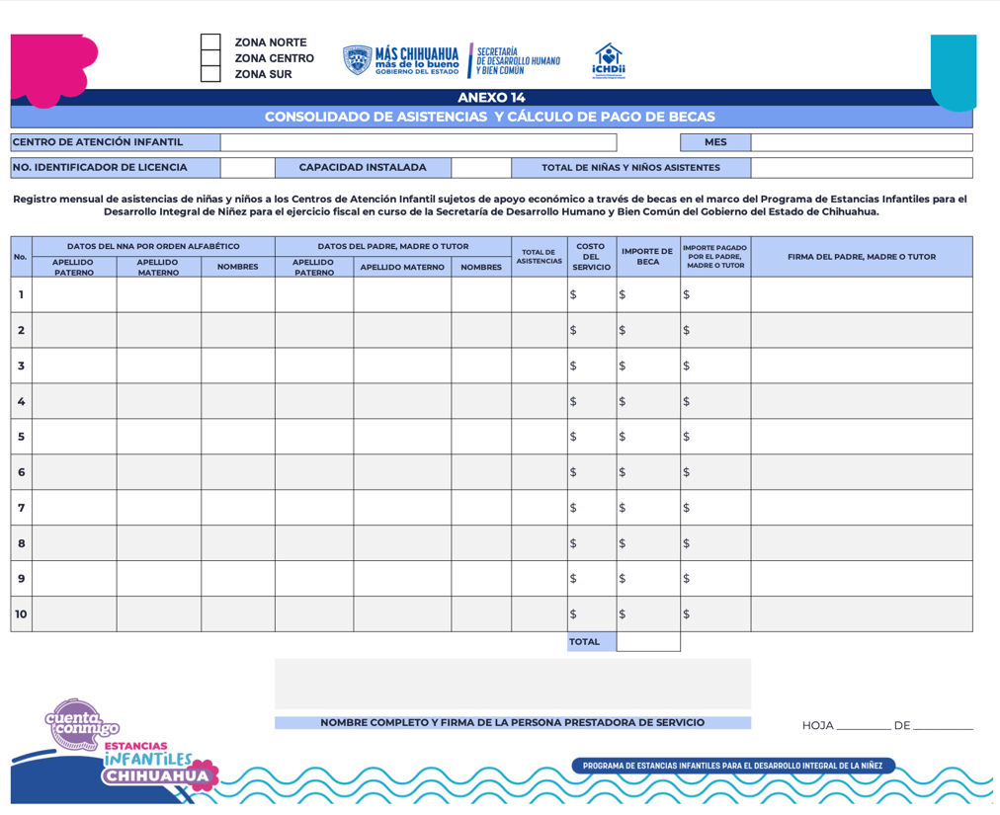 ZONA NORTE
ZONA CENTRO
ZONA SUR
MÁS CHIHUAHUA
más de lo bueno
GOBIERNO DEL ESTADO
SECRETARÍA
DE DESARROLLO HUMANO
Y BIEN COMÚN
iCHDii
ANEXO 14
CONSOLIDADO DE ASISTENCIAS Y CÁLCULO DE PAGO DE BECAS
CENTRO DE ATENCIÓN INFANTIL MES
NO. IDENTIFICADOR DE LICENCIA CAPACIDAD INSTALADA TOTAL DE NIÑAS Y NIÑOS ASISTENTES
Registro mensual de asistencias de niñas y niños a los Centros de Atención Infantil sujetos de apoyo económico a través de becas en el marco del Programa de Estancias Infantiles para el
Desarrollo Integral de Niñez para el ejercicio fiscal en curso de la Secretaría de Desarrollo Humano y Bien Común del Gobierno del Estado de Chihuahua.
No.
DATOS DEL NNA POR ORDEN ALFABÉTICO
APELLIDO
PATERNO
APELLIDO
MATERNO
NOMBRES
DATOS DEL PADRE, MADRE O TUTOR
APELLIDO
PATERNO
APELLIDO MATERNO
NOMBRES
TOTAL DE
ASISTENCIAS
COSTO
DEL
SERVICIO
IMPORTE DE
BECA
IMPORTE PAGADO
POR EL PADRE,
MADRE O TUTOR
FIRMA DEL PADRE, MADRE O TUTOR
1 $ $ $
2 $ $ $
3 $ $ $
4 $ $ $
5 $ $ $
6 $ $ $
7 $ $ $
8 $ $ $
9 $ $ $
10 $ $ $
TOTAL
NOMBRE COMPLETO Y FIRMA DE LA PERSONA PRESTADORA DE SERVICIO
HOJA ________ DE ________
cuenta
conmigo
ESTANCIAS
iNFANTiLES
CHIHUAHUA
PROGRAMA DE ESTANCIAS INFANTILES PARA EL DESARROLLO INTEGRAL DE LA NIÑEZ